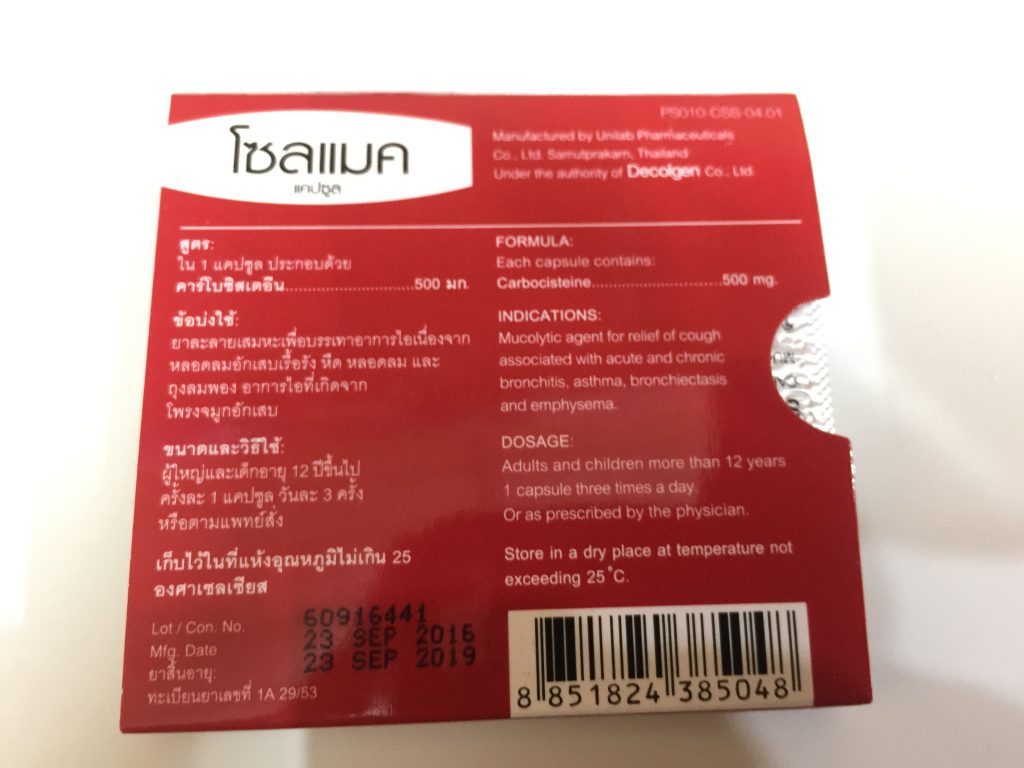 PS010-CSS-04.01
โซลแมค
แคปซูล
Manufactured by Unilab Pharmaceuticals
Co., Ltd. Samutprakarn, Thailand
Under the authority of Decolgen Co., Ltd.
สูตร:
ใน 1 แคปซูล ประกอบด้วย
คาร์โบซิสเตอีน............................500 มก.
ข้อบ่งใช้:
ยาละลายเสมหะเพื่อบรรเทาอาการไอเนื่องจาก
หลอดลมอักเสบเรื้อรัง หืด หลอดลม และ
ถุงลมพอง อาการไอที่เกิดจาก
โพรงจมูกอักเสบ
ขนาดและวิธีใช้:
ผู้ใหญ่และเด็กอายุ 12 ปีขึ้นไป
ครั้งละ 1 แคปซูล วันละ 3 ครั้ง
หรือตามแพทย์สั่ง
เก็บไว้ในที่แห้งอุณหภูมิไม่เกิน 25
องศาเซลเซียส
FORMULA:
Each capsule contains:
Carbocisteine............................500 mg.
INDICATIONS:
Mucolytic agent for relief of cough
associated with acute and chronic
bronchitis, asthma, bronchiectasis
and emphysema.
DOSAGE:
Adults and children more than 12 years
1 capsule three times a day.
Or as prescribed by the physician.
Store in a dry place at temperature not
exceeding 25°C.
Lot / Con. No. 60916441
Mfg. Date 23 SEP 2016
ยาสิ้นอายุ: 23 SEP 2019
ทะเบียนยาเลขที่ 1A 29/53
8 851824 385048